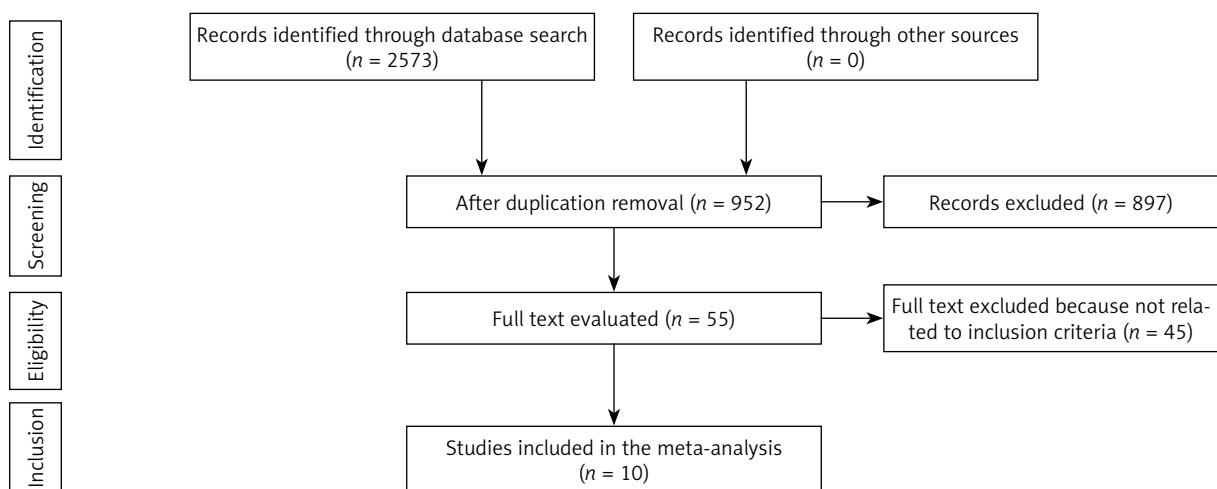 Identification
Records identified through database search
(n = 2573)
Records identified through other sources
(n = 0)
Screening
After duplication removal (n = 952)
Records excluded (n = 897)
Eligibility
Full text evaluated (n = 55)
Full text excluded because not rela-
ted to inclusion criteria (n = 45)
Inclusion
Studies included in the meta-analysis
(n = 10)